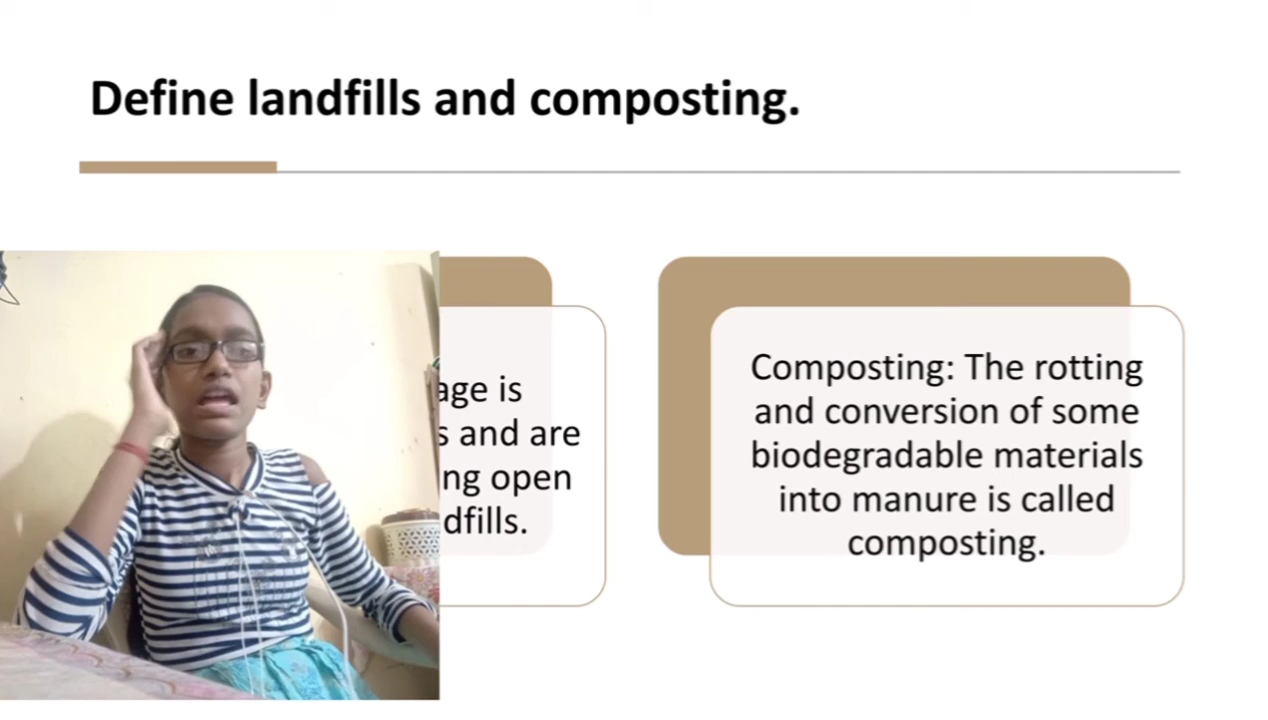 Define landfills and composting.
age is
s and are
ng open
dfills.
Composting: The rotting
and conversion of some
biodegradable materials
into manure is called
composting.